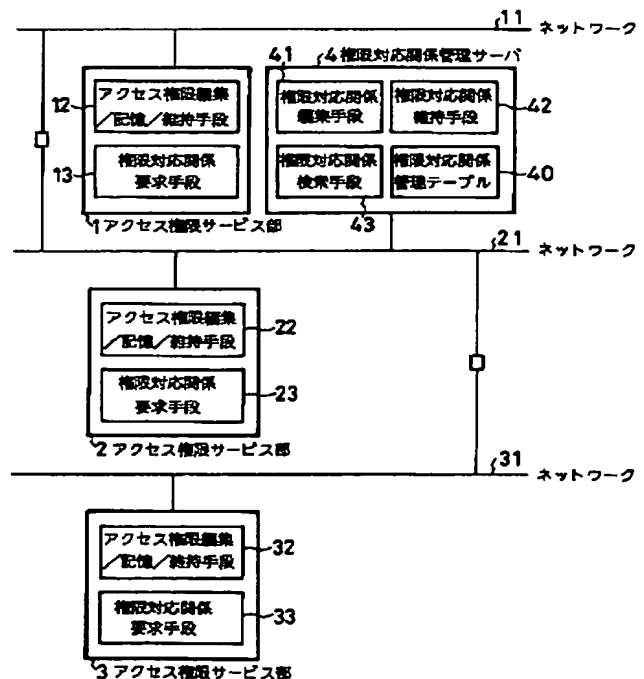 11 ネットワーク
12
アクセス権限編集
／記憶／維持手段
13
権限対応関係
要求手段
1 アクセス権限サービス部
4 権限対応関係管理サーバ
41
権限対応関係
編集手段
権限対応関係
維持手段
42
権限対応関係
検索手段
43
権限対応関係
管理テーブル
40
21 ネットワーク
アクセス権限編集
／記憶／維持手段
22
権限対応関係
要求手段
23
2 アクセス権限サービス部
31 ネットワーク
アクセス権限編集
／記憶／維持手段
32
権限対応関係
要求手段
33
3 アクセス権限サービス部